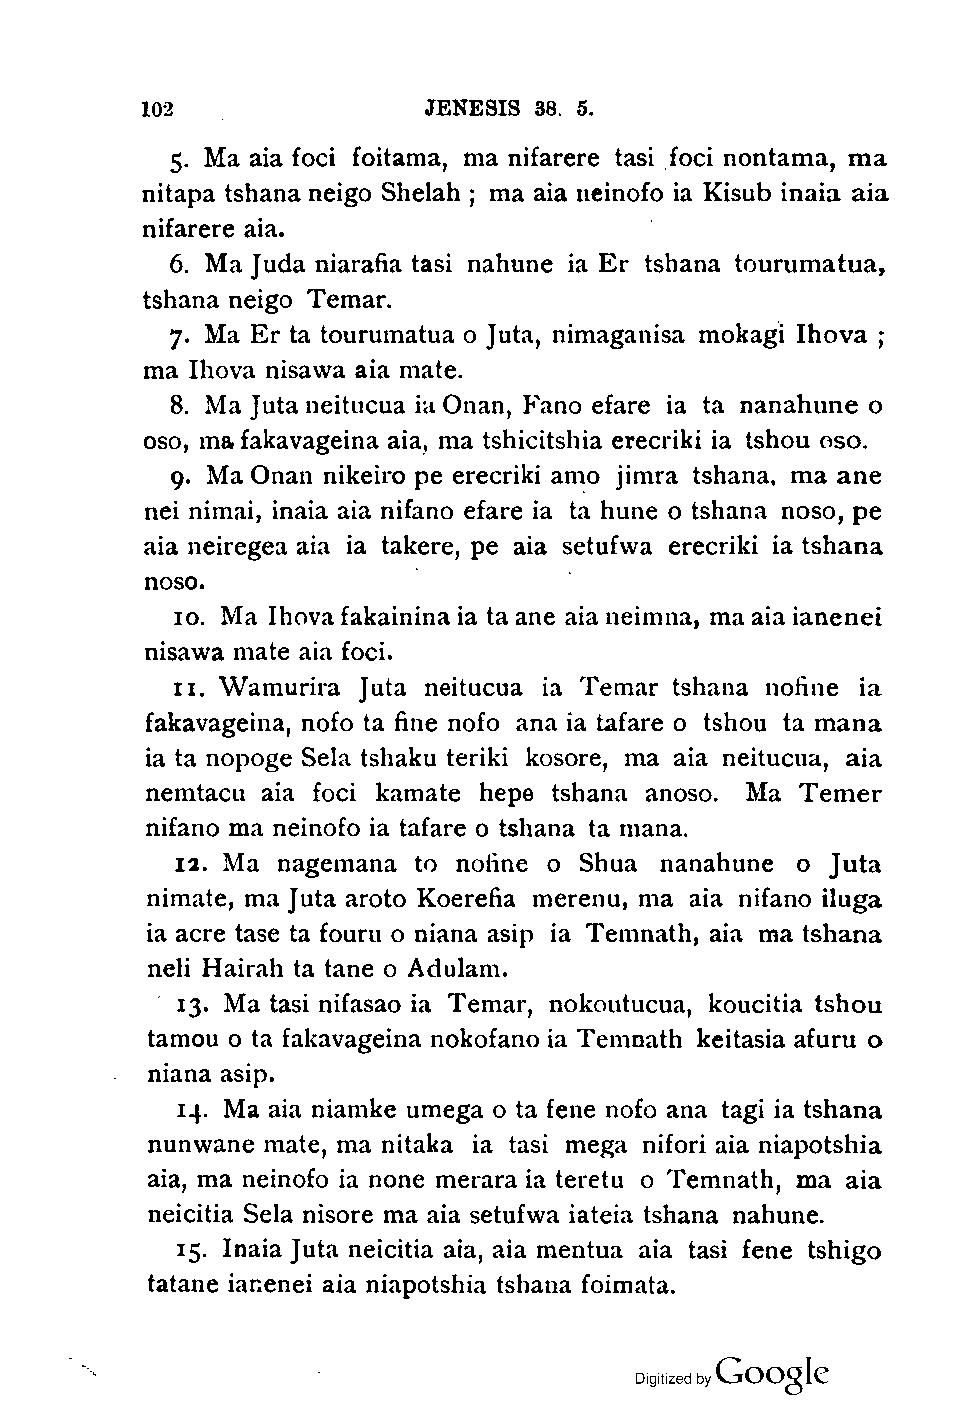 102 JENESIS 38. 5.
5. Ma aia foci foitama, ma nifarere tasi foci nontama, ma
nitapa tshana neigo Shelah ; ma aia neinofo ia Kisub inaia aia
nifarere aia.
6. Ma Juda niarafia tasi nahune ia Er tshana tourumatua,
tshana neigo Temar.
7. Ma Er ta tourumatua o Juta, nimaganisa mokagi Ihova ;
ma Ihova nisawa aia mate.
8. Ma Juta neitucua ia Onan, Fano efare ia ta nanahune o
oso, ma fakavageina aia, ma tshicitshia erecriki ia tshou oso.
9. Ma Onan nikeiro pe erecriki amo jimra tshana, ma ane
nei nimai, inaia aia nifano efare ia ta hune o tshana noso, pe
aia neiregea aia ia takere, pe aia setufwa erecriki ia tshana
noso.
10. Ma Ihova fakainina ia ta ane aia neimna, ma aia ianenei
nisawa mate aia foci.
11. Wamurira Juta neitucua ia Temar tshana nofine ia
fakavageina, nofo ta fine nofo ana ia tafare o tshou ta mana
ia ta nopoge Sela tshaku teriki kosore, ma aia neitucua, aia
nemtacu aia foci kamate hepe tshana anoso. Ma Temer
nifano ma neinofo ia tafare o tshana ta mana.
12. Ma nagemana to nofine o Shua nanahune o Juta
nimate, ma Juta aroto Koerefia merenu, ma aia nifano iluga
ia acre tase ta fouru o niana asip ia Temnath, aia ma tshana
neli Hairah ta tane o Adulam.
13. Ma tasi nifasao ia Temar, nokoutucua, koucitia tshou
tamou o ta fakavageina nokofano ia Temnath keitasia afuru o
niana asip.
14. Ma aia niamke umega o ta fene nofo ana tagi ia tshana
nunwane mate, ma nitaka ia tasi mega nifori aia niapotshia
aia, ma neinofo ia none merara ia teretu o Temnath, ma aia
neicitia Sela nisore ma aia setufwa iateia tshana nahune.
15. Inaia Juta neicitia aia, aia mentua aia tasi fene tshigo
tatane ianenei aia niapotshia tshana foimata.
Digitized by Google